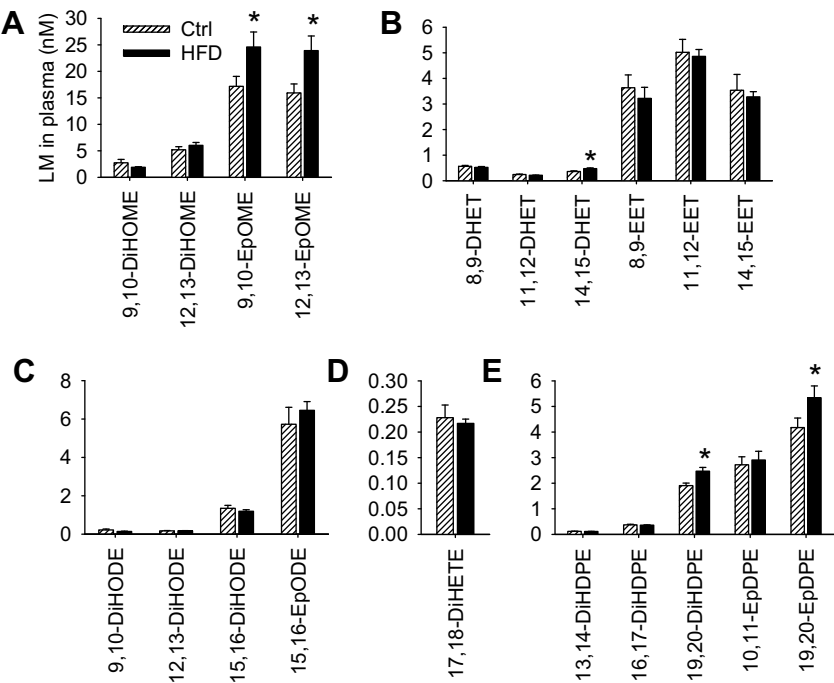 A
LM in plasma (nM)
30
25
20
15
10
5
0
Ctrl
HFD
*
*
9,10-DiHOME
12,13-DiHOME
9,10-EpOME
12,13-EpOME
B
6
5
4
3
2
1
0
*
8,9-DHET
11,12-DHET
14,15-DHET
8,9-EET
11,12-EET
14,15-EET
C
8
6
4
2
0
9,10-DiHODE
12,13-DiHODE
15,16-DiHODE
15,16-EpODE
D
0.30
0.25
0.20
0.15
0.10
0.05
0.00
17,18-DiHETE
E
6
5
4
3
2
1
0
*
*
13,14-DiHDPE
16,17-DiHDPE
19,20-DiHDPE
10,11-EpDPE
19,20-EpDPE